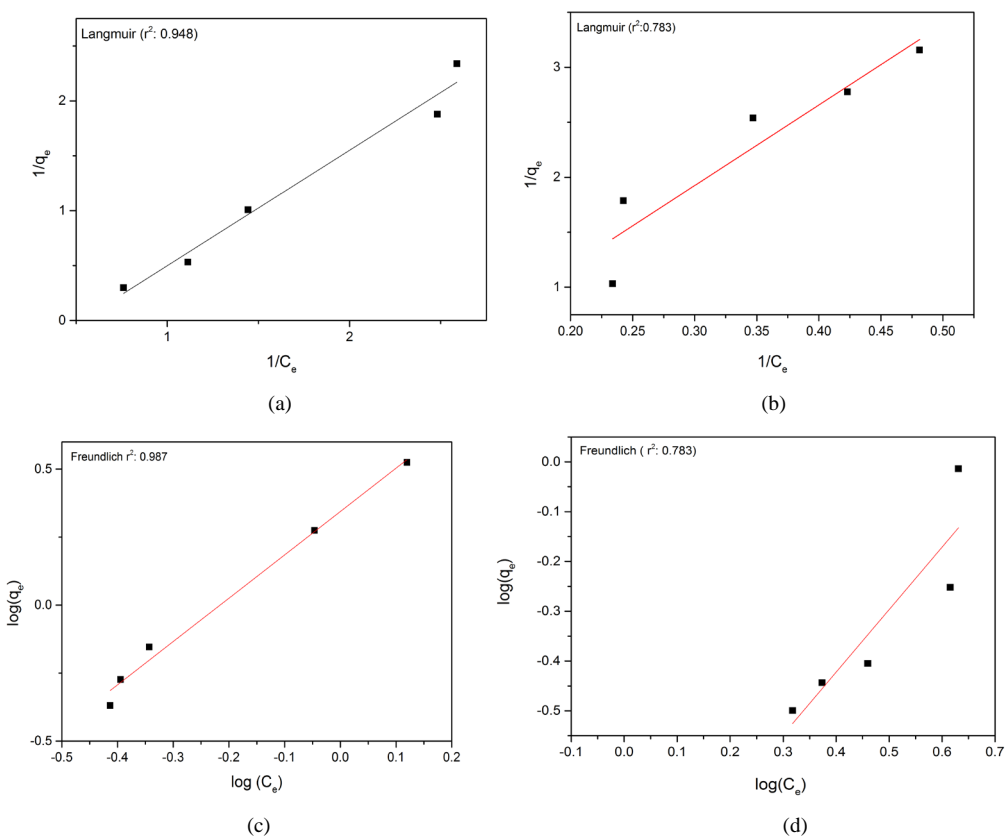 Langmuir (r²: 0.948)
2
1
0
1/qₑ
1
2
1/Cₑ
(a)
Langmuir (r²:0.783)
3
2
1
1/qₑ
0.20
0.25
0.30
0.35
0.40
0.45
0.50
1/Cₑ
(b)
Freundlich r²: 0.987
0.5
0.0
-0.5
log(qₑ)
-0.5
-0.4
-0.3
-0.2
-0.1
0.0
0.1
0.2
log (Cₑ)
(c)
Freundlich ( r²: 0.783)
0.0
-0.1
-0.2
-0.3
-0.4
-0.5
log(qₑ)
-0.1
0.0
0.1
0.2
0.3
0.4
0.5
0.6
0.7
log(Cₑ)
(d)